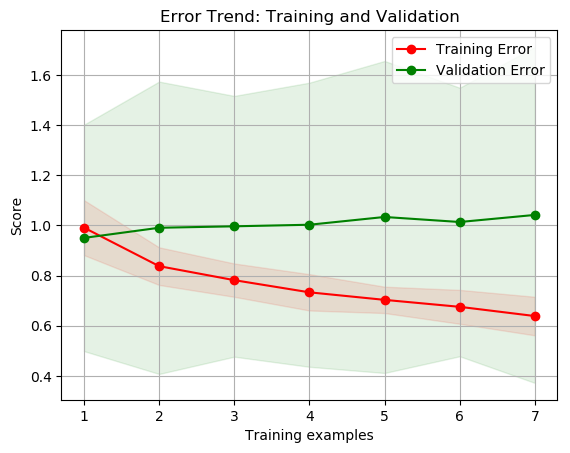 Error Trend: Training and Validation
Training Error
Validation Error
1.6
1.4
1.2
1.0
0.8
0.6
0.4
Score
1 2 3 4 5 6 7
Training examples